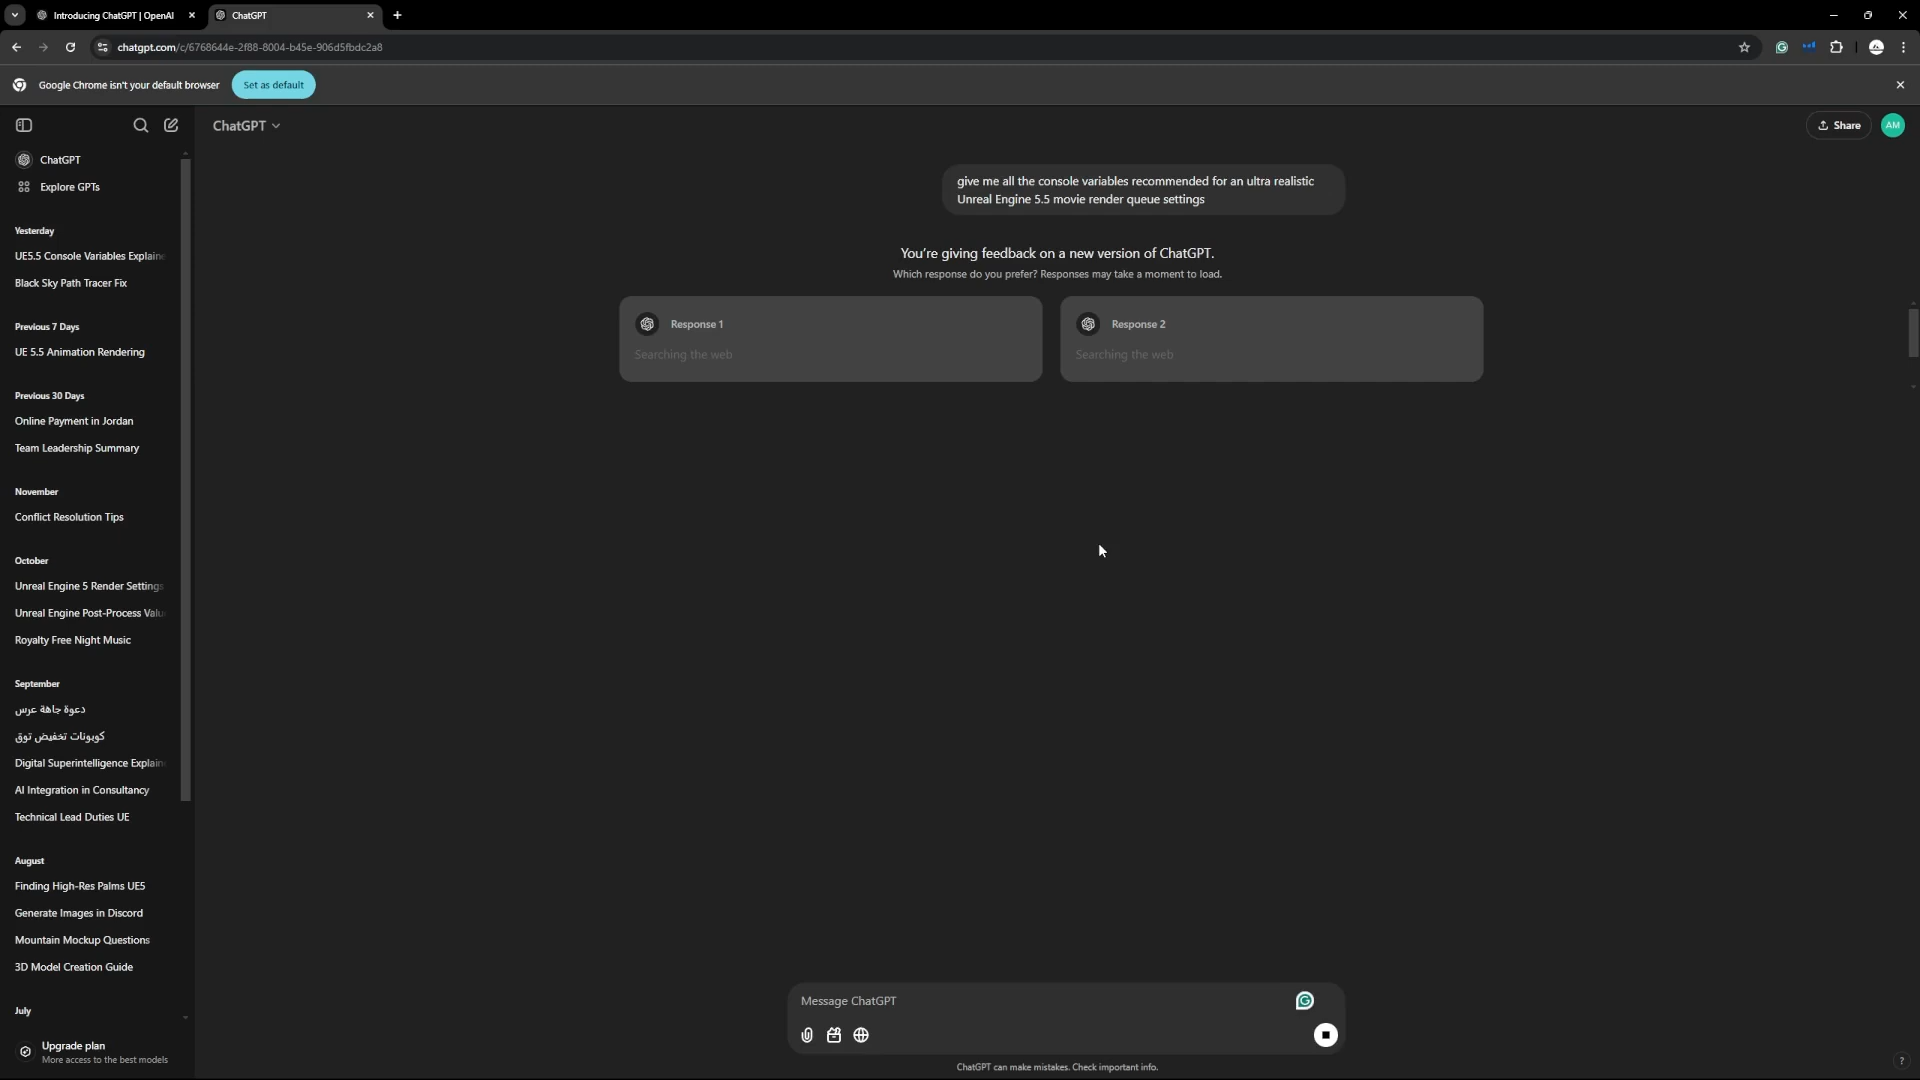 Introducing ChatGPT | OpenAI
ChatGPT
chatgpt.com/c/6768644e-2f88-8004-b45e-906d5fbdc2a8
Google Chrome isn't your default browser
Set as default
ChatGPT
Share
AM
ChatGPT
Explore GPTs
Yesterday
UE5.5 Console Variables Explaine
Black Sky Path Tracer Fix
Previous 7 Days
UE 5.5 Animation Rendering
Previous 30 Days
Online Payment in Jordan
Team Leadership Summary
November
Conflict Resolution Tips
October
Unreal Engine 5 Render Settings
Unreal Engine Post-Process Valu
Royalty Free Night Music
September
دعوة جاهة عرس
كوبونات تخفيض توق
Digital Superintelligence Explain
AI Integration in Consultancy
Technical Lead Duties UE
August
Finding High-Res Palms UE5
Generate Images in Discord
Mountain Mockup Questions
3D Model Creation Guide
July
Upgrade plan
More access to the best models
give me all the console variables recommended for an ultra realistic
Unreal Engine 5.5 movie render queue settings
You're giving feedback on a new version of ChatGPT.
Which response do you prefer? Responses may take a moment to load.
Response 1
Searching the web
Response 2
Searching the web
Message ChatGPT
ChatGPT can make mistakes. Check important info.
?